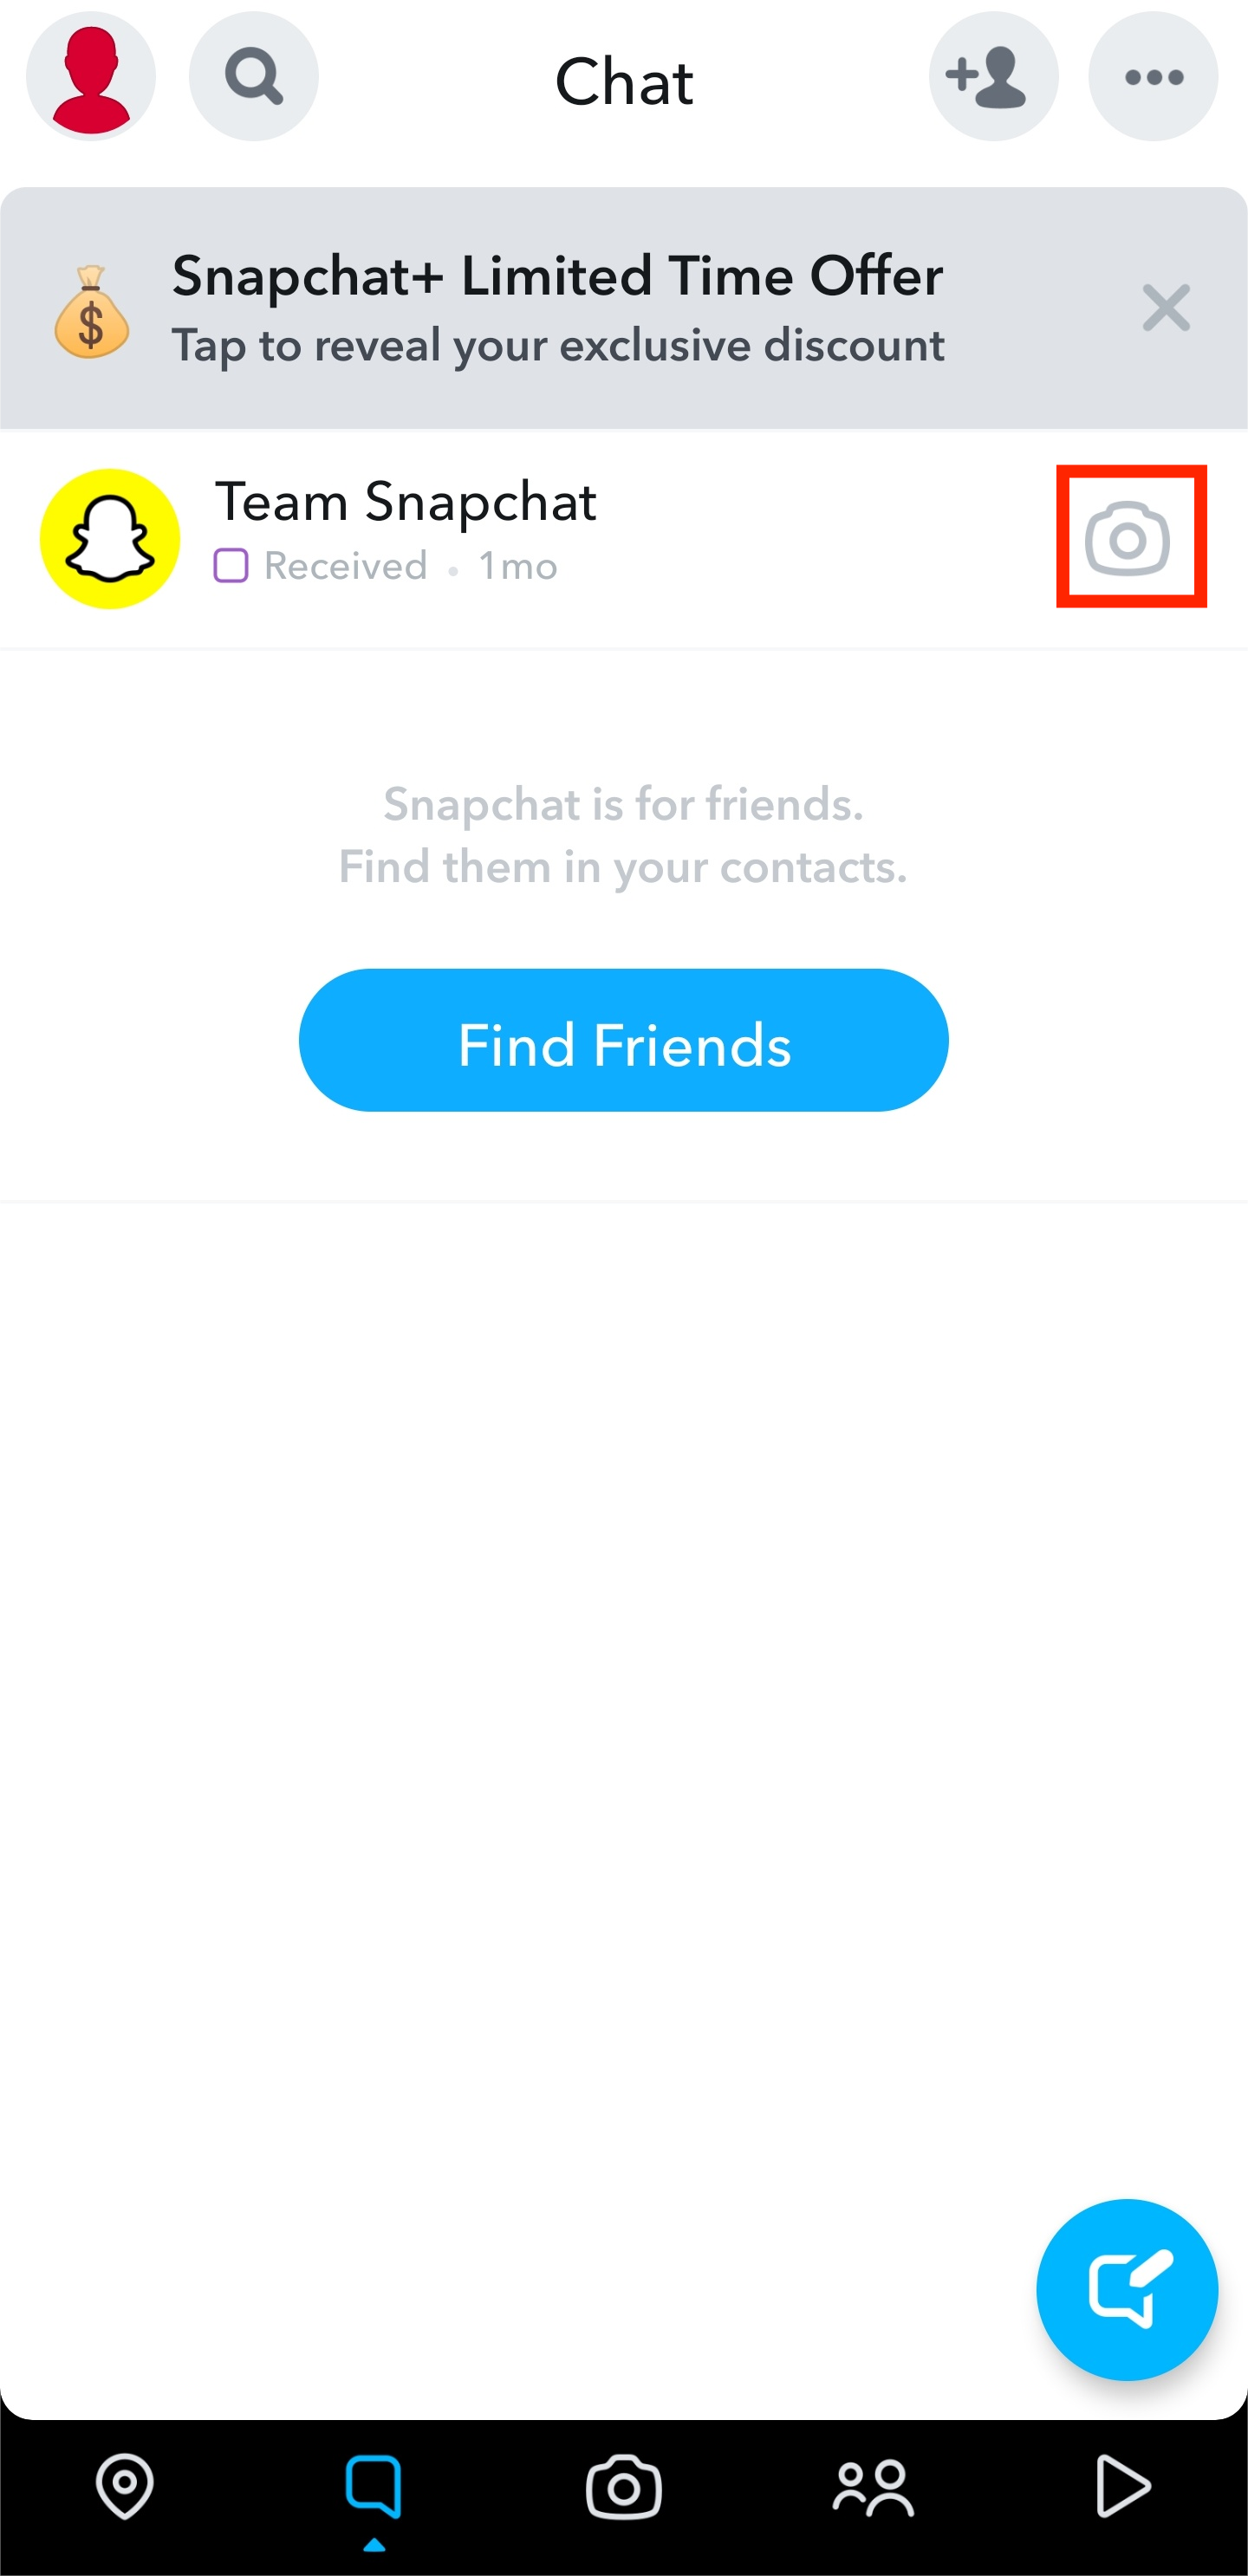 Chat
Snapchat+ Limited Time Offer
Tap to reveal your exclusive discount
Team Snapchat
Received • 1mo
Snapchat is for friends.
Find them in your contacts.
Find Friends